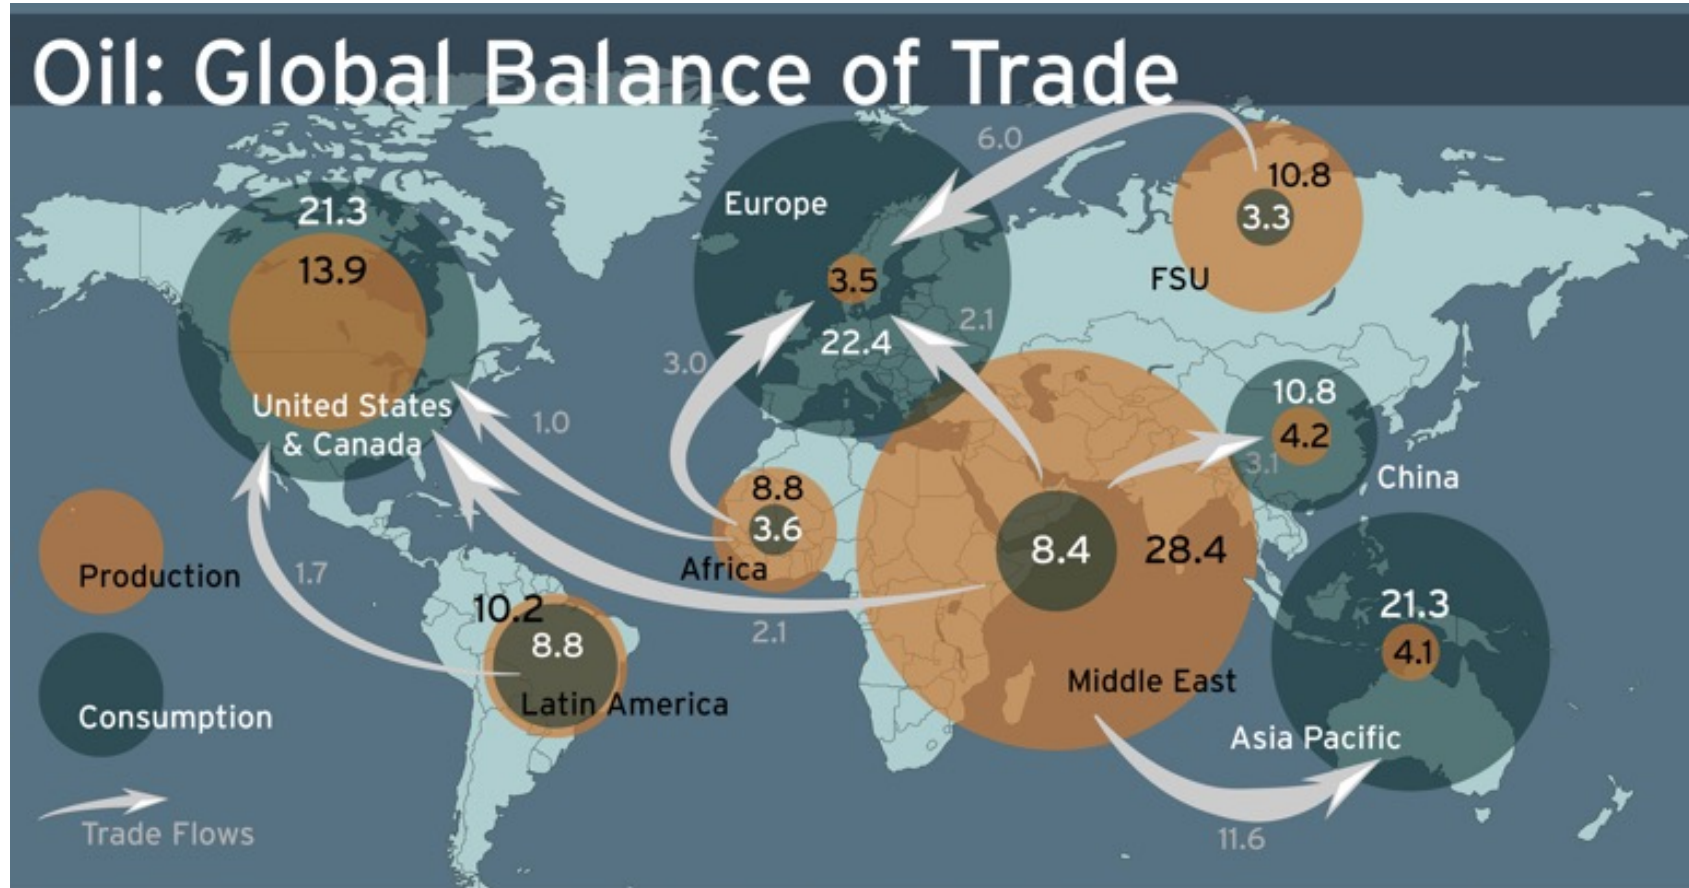 Oil: Global Balance of Trade
6.0
10.8
3.3
FSU
Europe
3.5
22.4
2.1
21.3
13.9
United States
& Canada
3.0
1.0
10.8
4.2
3.1
China
8.8
3.6
Africa
8.4
28.4
Middle East
Production
1.7
10.2
8.8
Latin America
2.1
21.3
4.1
Asia Pacific
Consumption
Trade Flows
11.6